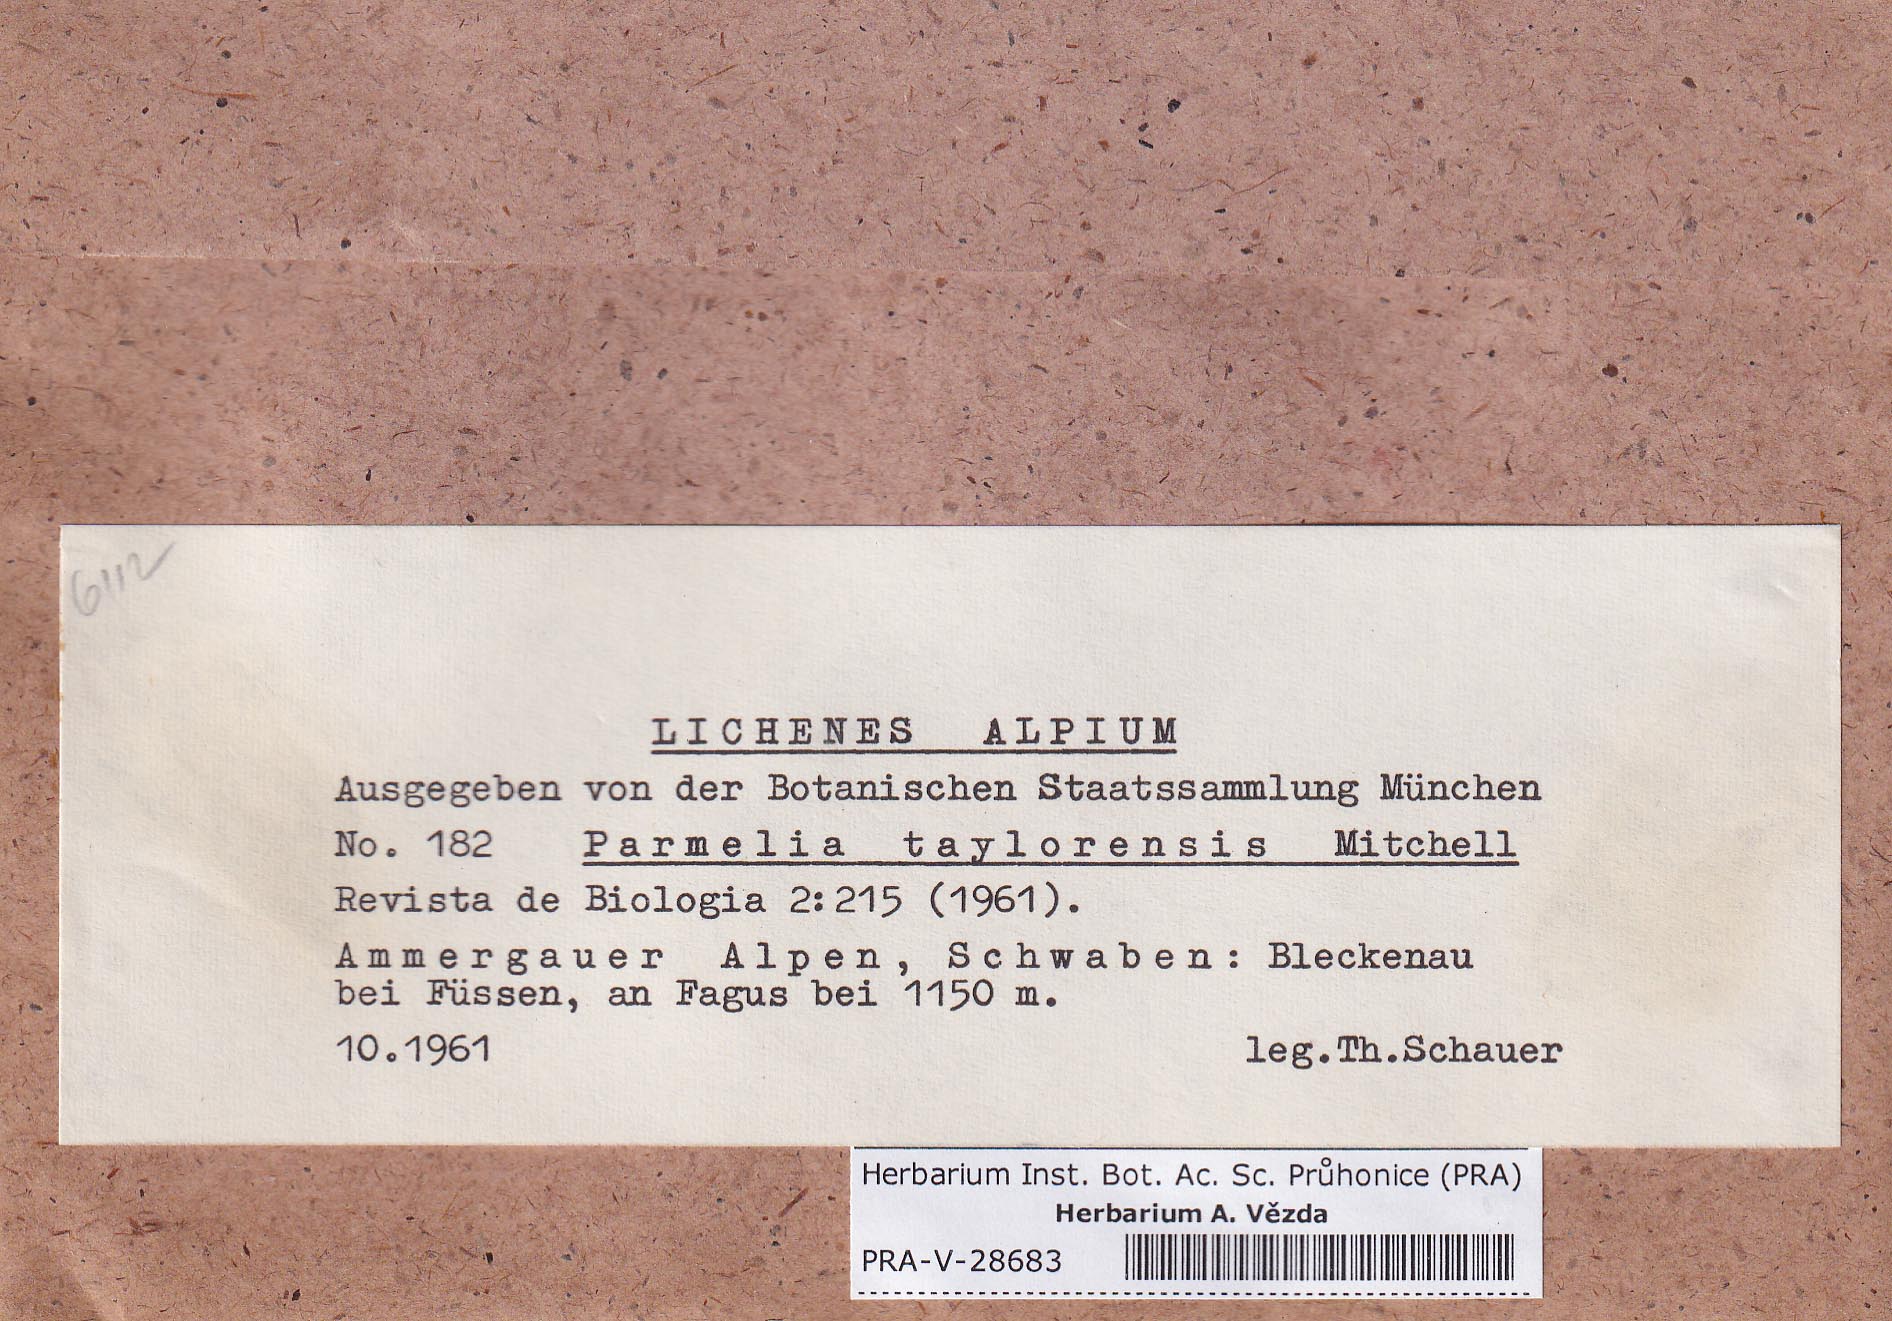 6112
LICHENES ALPIUM
Ausgegeben von der Botanischen Staatssammlung München
No. 182 Parmelia taylorensis Mitchell
Revista de Biologia 2:215 (1961).
Ammergauer Alpen, Schwaben: Bleckenau
bei Füssen, an Fagus bei 1150 m.
10.1961 leg.Th.Schauer
Herbarium Inst. Bot. Ac. Sc. Průhonice (PRA)
Herbarium A. Vězda
PRA-V-28683